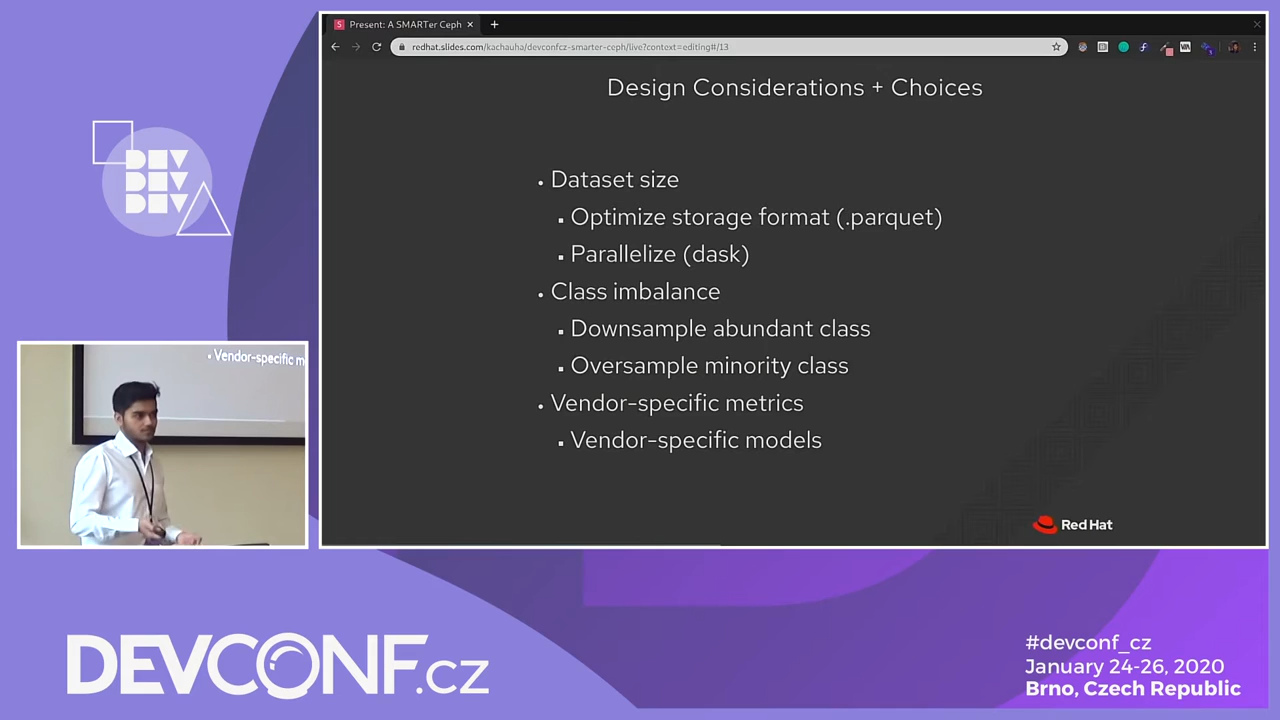 Present: A SMARTer Ceph
redhat.slides.com/kachauha/devconfcz-smarter-ceph/live?context=editing#/13
Design Considerations + Choices
• Dataset size
▪ Optimize storage format (.parquet)
▪ Parallelize (dask)
• Class imbalance
▪ Downsample abundant class
▪ Oversample minority class
• Vendor-specific metrics
▪ Vendor-specific models
Red Hat
DEV
DEV
DEV
• Vendor-specific m
DEVCONF.cz
#devconf_cz
January 24-26, 2020
Brno, Czech Republic